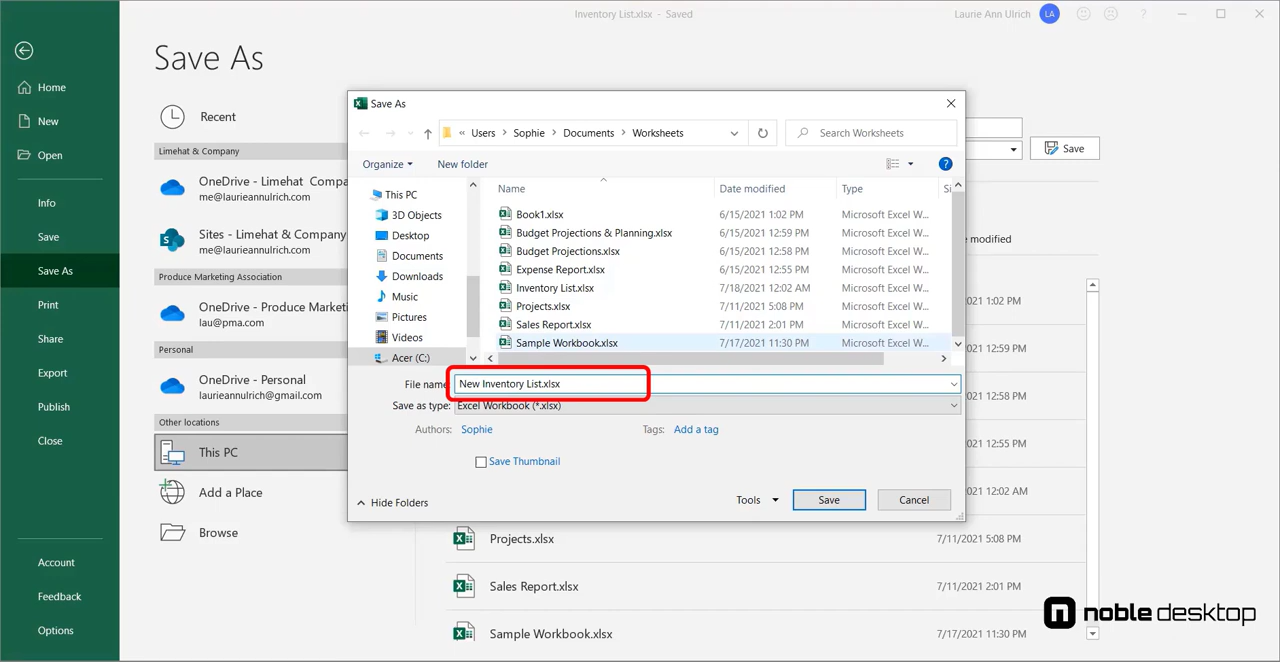 Inventory List.xlsx - Saved
Laurie Ann Ulrich LA ?
Save As
Home
New
Open
Info
Save
Save As
Print
Share
Export
Publish
Close
Account
Feedback
Options
Recent
Limehat & Company
OneDrive - Limehat Compa
me@laurieannulrich.com
Sites - Limehat & Company
me@laurieannulrich.com
Produce Marketing Association
OneDrive - Produce Marketi
lau@pma.com
Personal
OneDrive - Personal
laurieannulrich@gmail.com
Other locations
This PC
Add a Place
Browse
Save As
« Users > Sophie > Documents > Worksheets
Search Worksheets
Organize
New folder
?
This PC
3D Objects
Desktop
Documents
Downloads
Music
Pictures
Videos
Acer (C:)
Name Date modified Type Si
Book1.xlsx 6/15/2021 1:02 PM Microsoft Excel W...
Budget Projections & Planning.xlsx 6/15/2021 12:59 PM Microsoft Excel W...
Budget Projections.xlsx 6/15/2021 12:58 PM Microsoft Excel W...
Expense Report.xlsx 6/15/2021 12:55 PM Microsoft Excel W...
Inventory List.xlsx 7/18/2021 12:02 AM Microsoft Excel W...
Projects.xlsx 7/11/2021 5:08 PM Microsoft Excel W...
Sales Report.xlsx 7/11/2021 2:01 PM Microsoft Excel W...
Sample Workbook.xlsx 7/17/2021 11:30 PM Microsoft Excel W...
File name New Inventory List.xlsx
Save as type: Excel Workbook (*.xlsx)
Authors: Sophie Tags: Add a tag
Save Thumbnail
Hide Folders
Tools Save Cancel
Save
e modified
021 1:02 PM
021 12:59 PM
021 12:58 PM
021 12:55 PM
021 12:02 AM
Projects.xlsx 7/11/2021 5:08 PM
Sales Report.xlsx 7/11/2021 2:01 PM
Sample Workbook.xlsx 7/17/2021 11:30 PM
n noble desktop